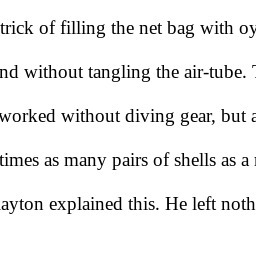 trick of filling the net bag with oy
nd without tangling the air-tube.
worked without diving gear, but a
times as many pairs of shells as a
ayton explained this. He left noth